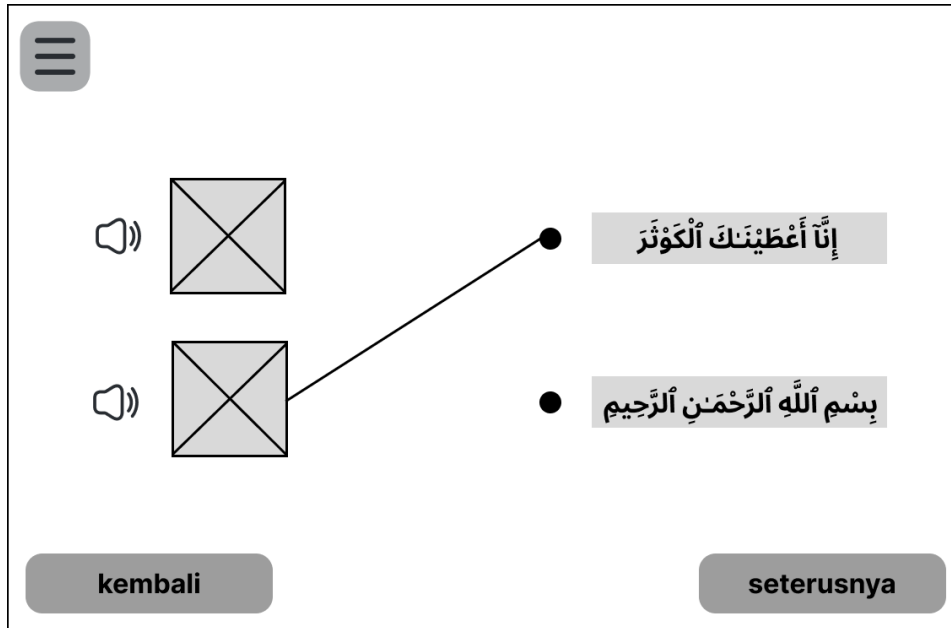 إِنَّآ أَعْطَيْنَـٰكَ ٱلْكَوْثَرَ
بِسْمِ ٱللَّهِ ٱلرَّحْمَـٰنِ ٱلرَّحِيمِ
kembali
seterusnya